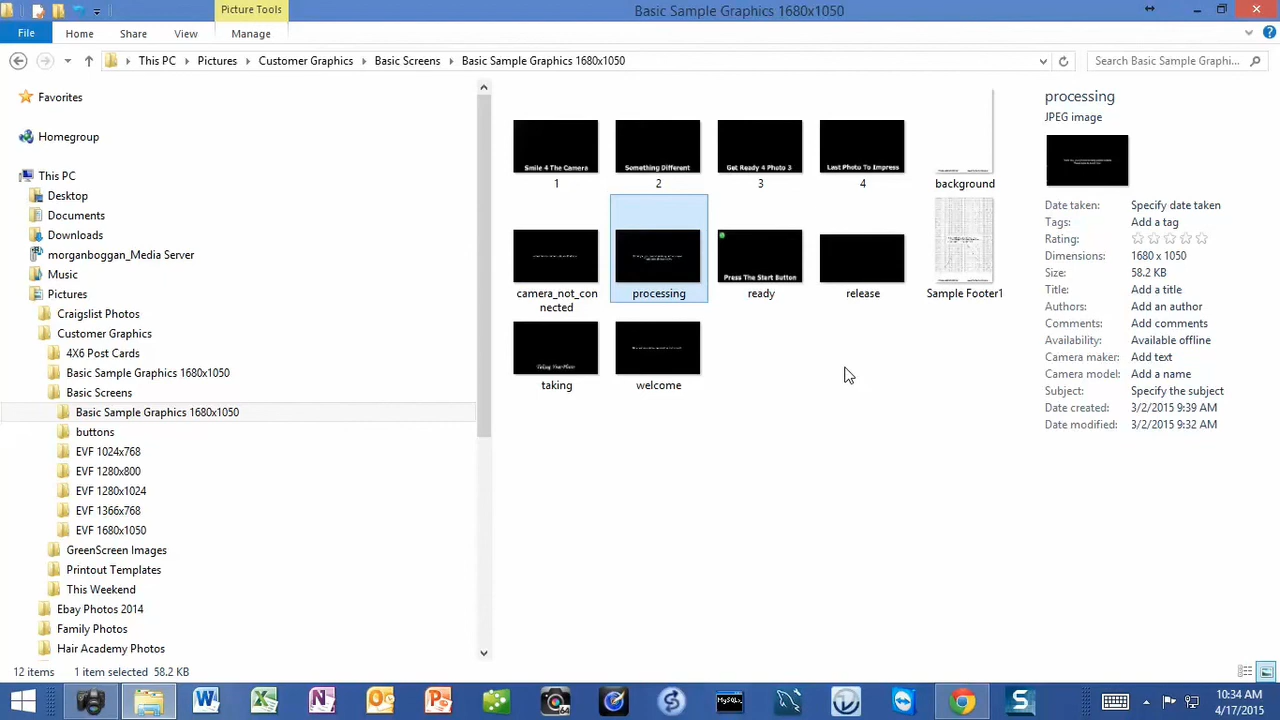 Picture Tools
Basic Sample Graphics 1680x1050
File
Home
Share
View
Manage
This PC
Pictures
Customer Graphics
Basic Screens
Basic Sample Graphics 1680x1050
Search Basic Sample Graphi...
Favorites
Homegroup
This PC
Desktop
Documents
Downloads
morganboggan_Media Server
Music
Pictures
Craigslist Photos
Customer Graphics
4X6 Post Cards
Basic Sample Graphics 1680x1050
Basic Screens
Basic Sample Graphics 1680x1050
buttons
EVF 1024x768
EVF 1280x800
EVF 1280x1024
EVF 1366x768
EVF 1680x1050
GreenScreen Images
Printout Templates
This Weekend
Ebay Photos 2014
Family Photos
Hair Academy Photos
Smile 4 The Camera
Something Different
Get Ready 4 Photo 3
Last Photo To Impress
1
2
3
4
background
Press The Start Button
camera_not_con
nected
processing
ready
release
Sample Footer1
Taking Your Photo
taking
welcome
processing
JPEG image
Date taken: Specify date taken
Tags: Add a tag
Rating:
Dimensions: 1680 x 1050
Size: 58.2 KB
Title: Add a title
Authors: Add an author
Comments: Add comments
Availability: Available offline
Camera maker: Add text
Camera model: Add a name
Subject: Specify the subject
Date created: 3/2/2015 9:39 AM
Date modified: 3/2/2015 9:32 AM
12 items
1 item selected 58.2 KB
64
MySQL
10:34 AM
4/17/2015